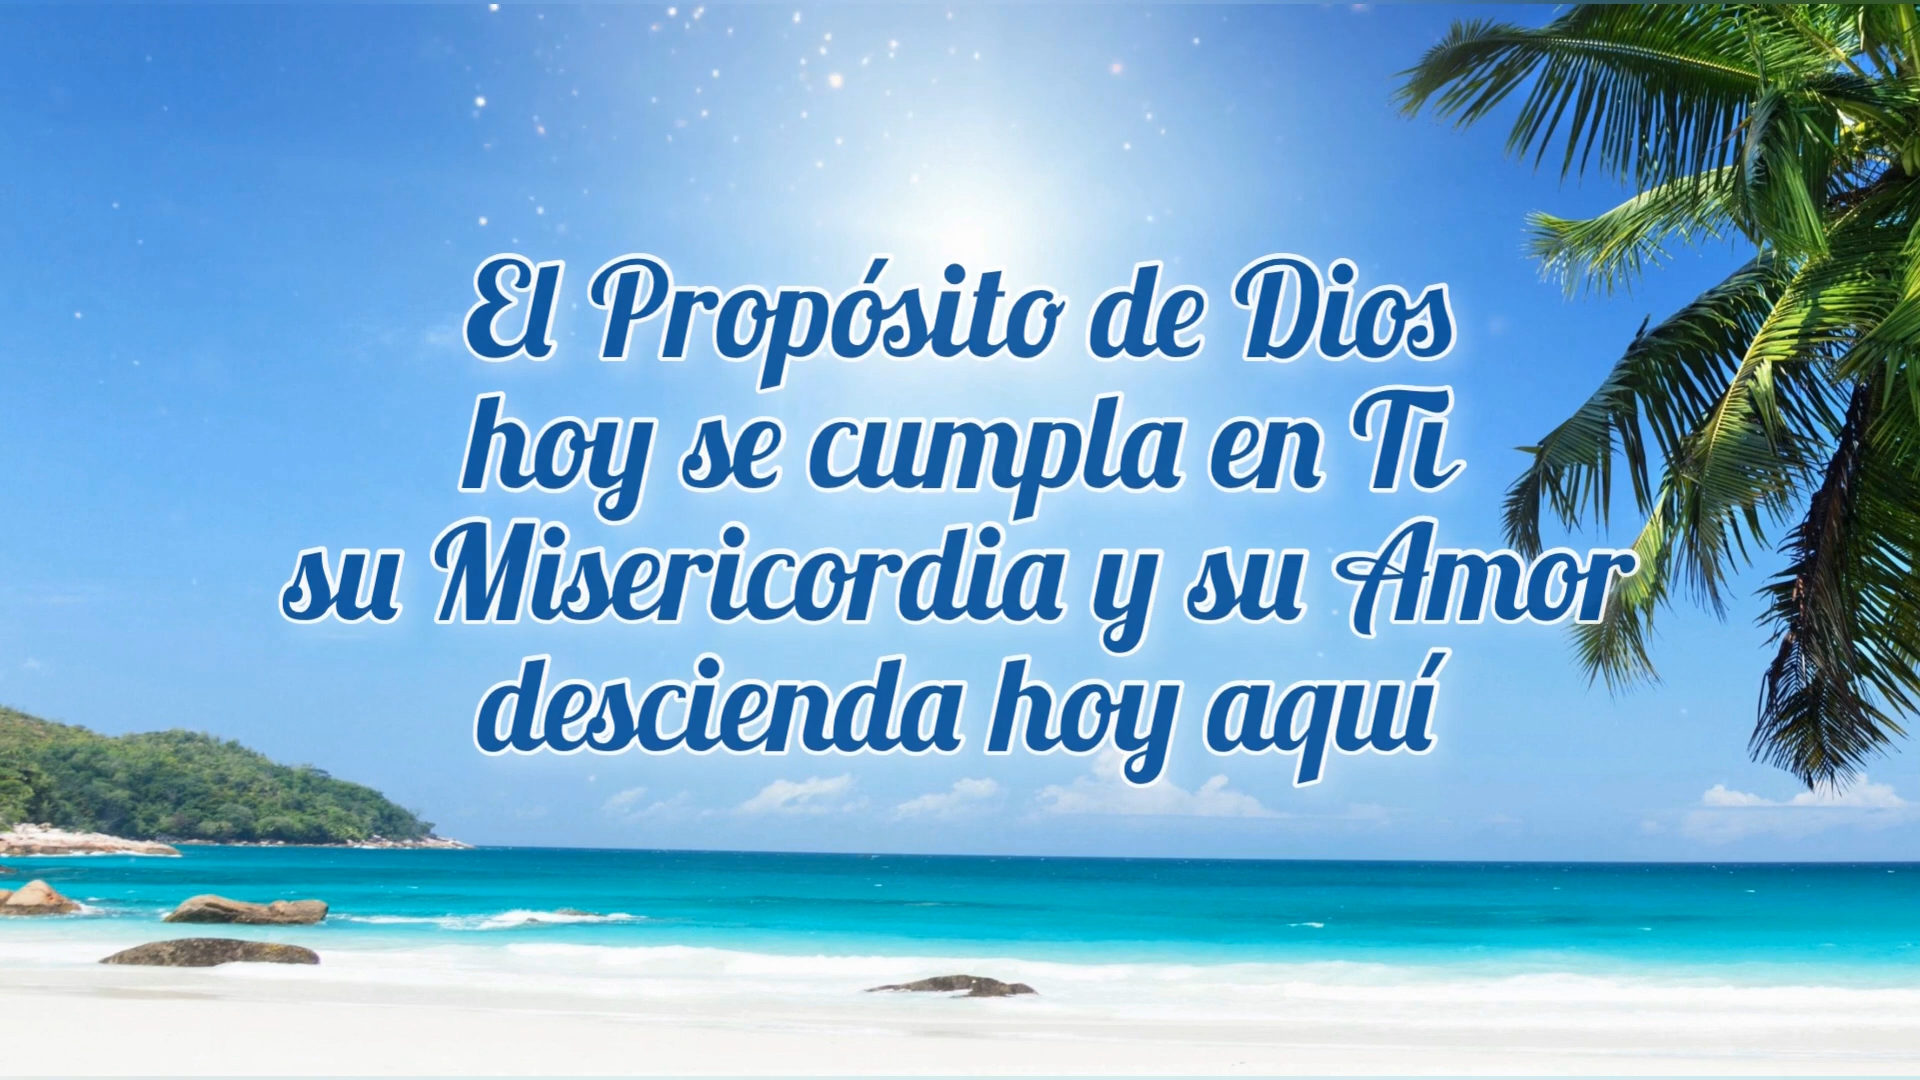 El Propósito de Dios
hoy se cumpla en Ti
su Misericordia y su Amor
descienda hoy aquí